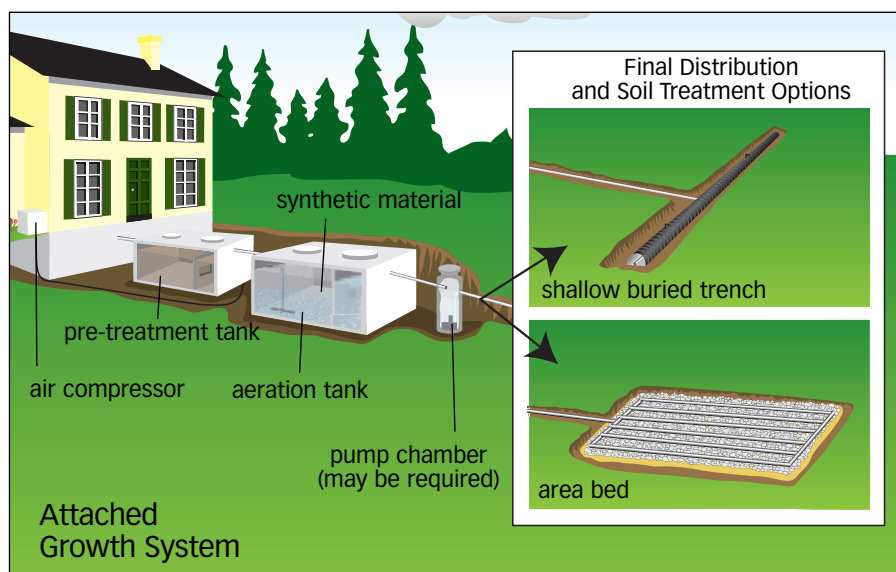 Final Distribution
and Soil Treatment Options
synthetic material
shallow buried trench
pre-treatment tank
air compressor
aeration tank
pump chamber
(may be required)
area bed
Attached
Growth System